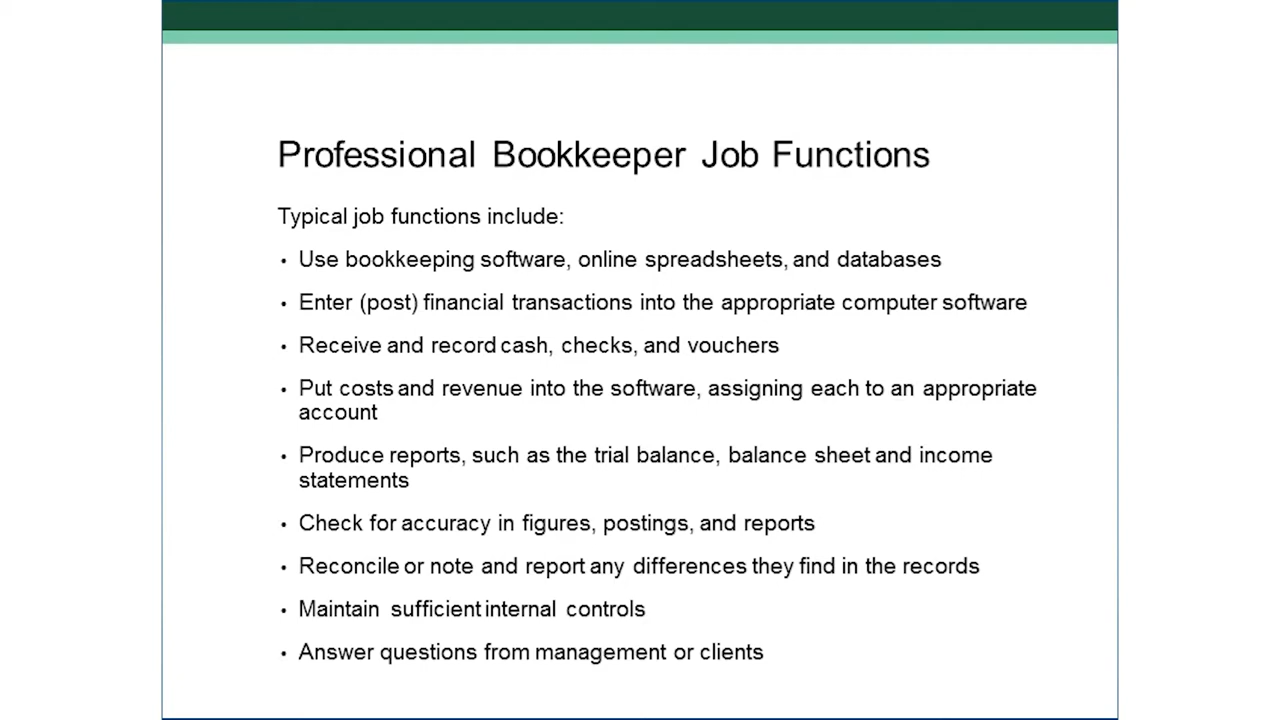 Professional Bookkeeper Job Functions
Typical job functions include:
• Use bookkeeping software, online spreadsheets, and databases
• Enter (post) financial transactions into the appropriate computer software
• Receive and record cash, checks, and vouchers
• Put costs and revenue into the software, assigning each to an appropriate
account
• Produce reports, such as the trial balance, balance sheet and income
statements
• Check for accuracy in figures, postings, and reports
• Reconcile or note and report any differences they find in the records
• Maintain sufficient internal controls
• Answer questions from management or clients